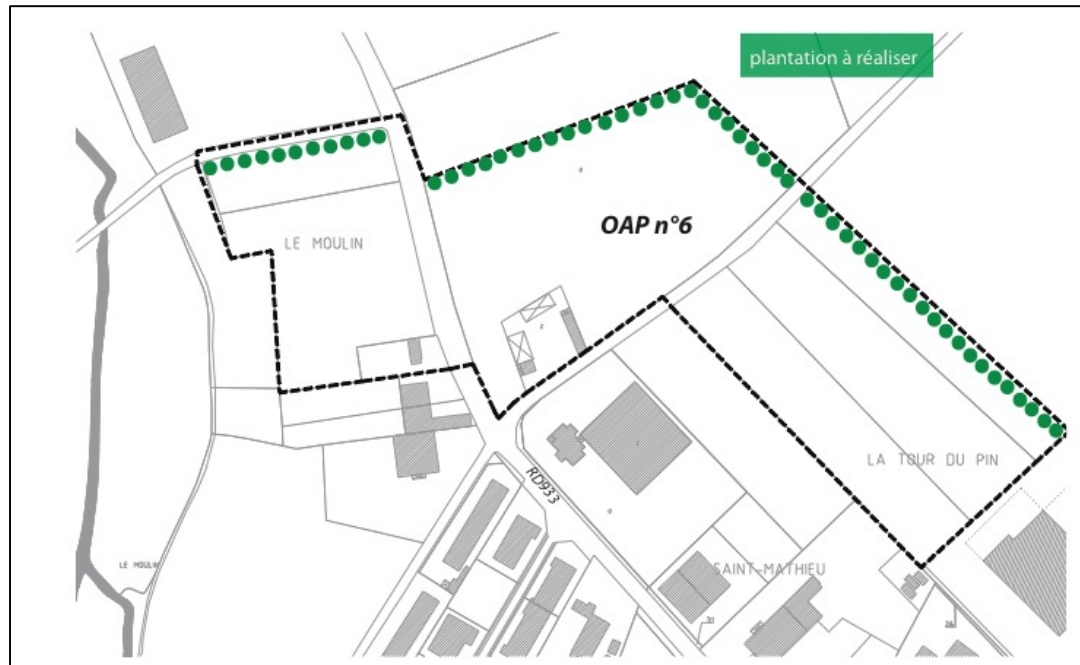 plantation à réaliser
OAP n°6
LE MOULIN
RD933
LA TOUR DU PIN
LE MOULIN
SAINT-MATHIEU